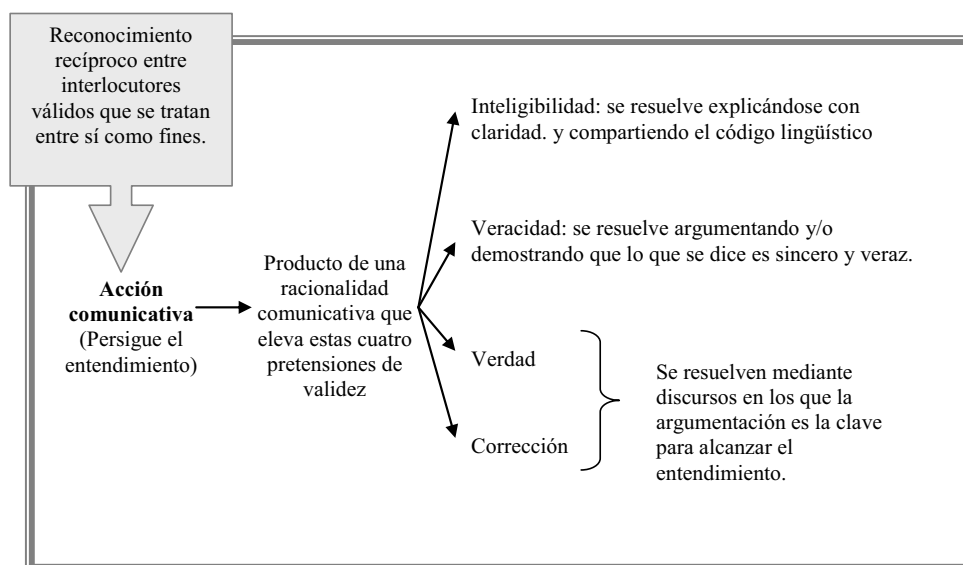 Reconocimiento
recíproco entre
interlocutores
válidos que se tratan
entre sí como fines.
Acción
comunicativa
(Persigue el
entendimiento)
Producto de una
racionalidad
comunicativa que
eleva estas cuatro
pretensiones de
validez
Inteligibilidad: se resuelve explicándose con
claridad. y compartiendo el código lingüístico
Veracidad: se resuelve argumentando y/o
demostrando que lo que se dice es sincero y veraz.
Verdad
Corrección
Se resuelven mediante
discursos en los que la
argumentación es la clave
para alcanzar el
entendimiento.